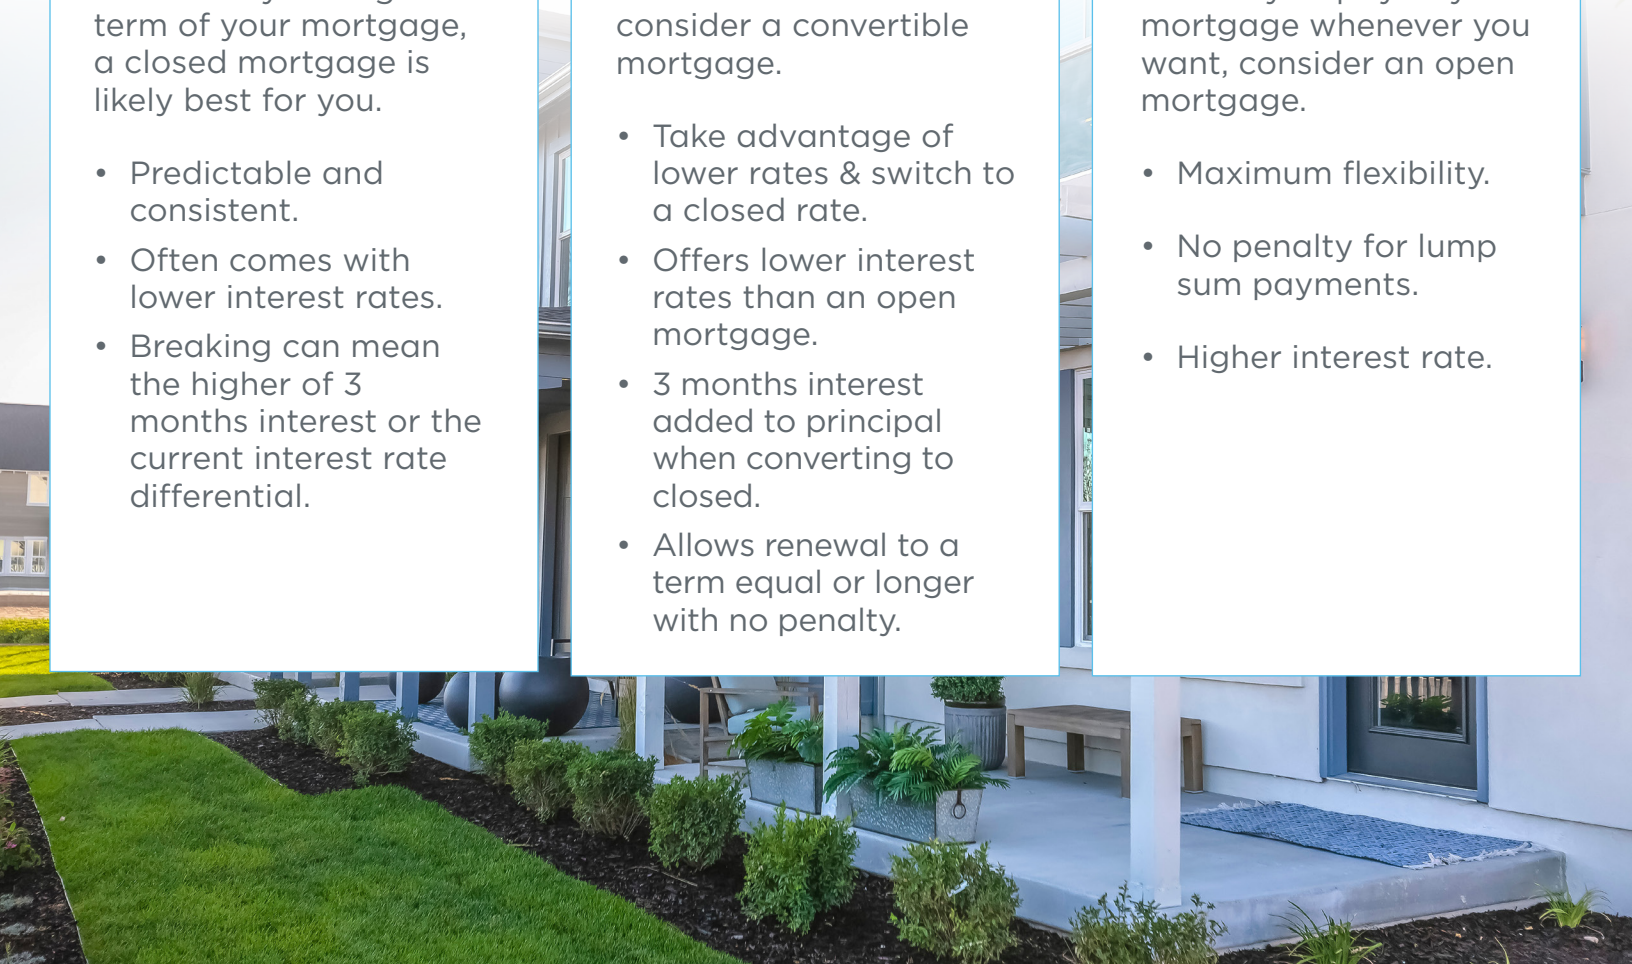 term of your mortgage,
a closed mortgage is
likely best for you.
• Predictable and
consistent.
• Often comes with
lower interest rates.
• Breaking can mean
the higher of 3
months interest or the
current interest rate
differential.
consider a convertible
mortgage.
• Take advantage of
lower rates & switch to
a closed rate.
• Offers lower interest
rates than an open
mortgage.
• 3 months interest
added to principal
when converting to
closed.
• Allows renewal to a
term equal or longer
with no penalty.
mortgage whenever you
want, consider an open
mortgage.
• Maximum flexibility.
• No penalty for lump
sum payments.
• Higher interest rate.